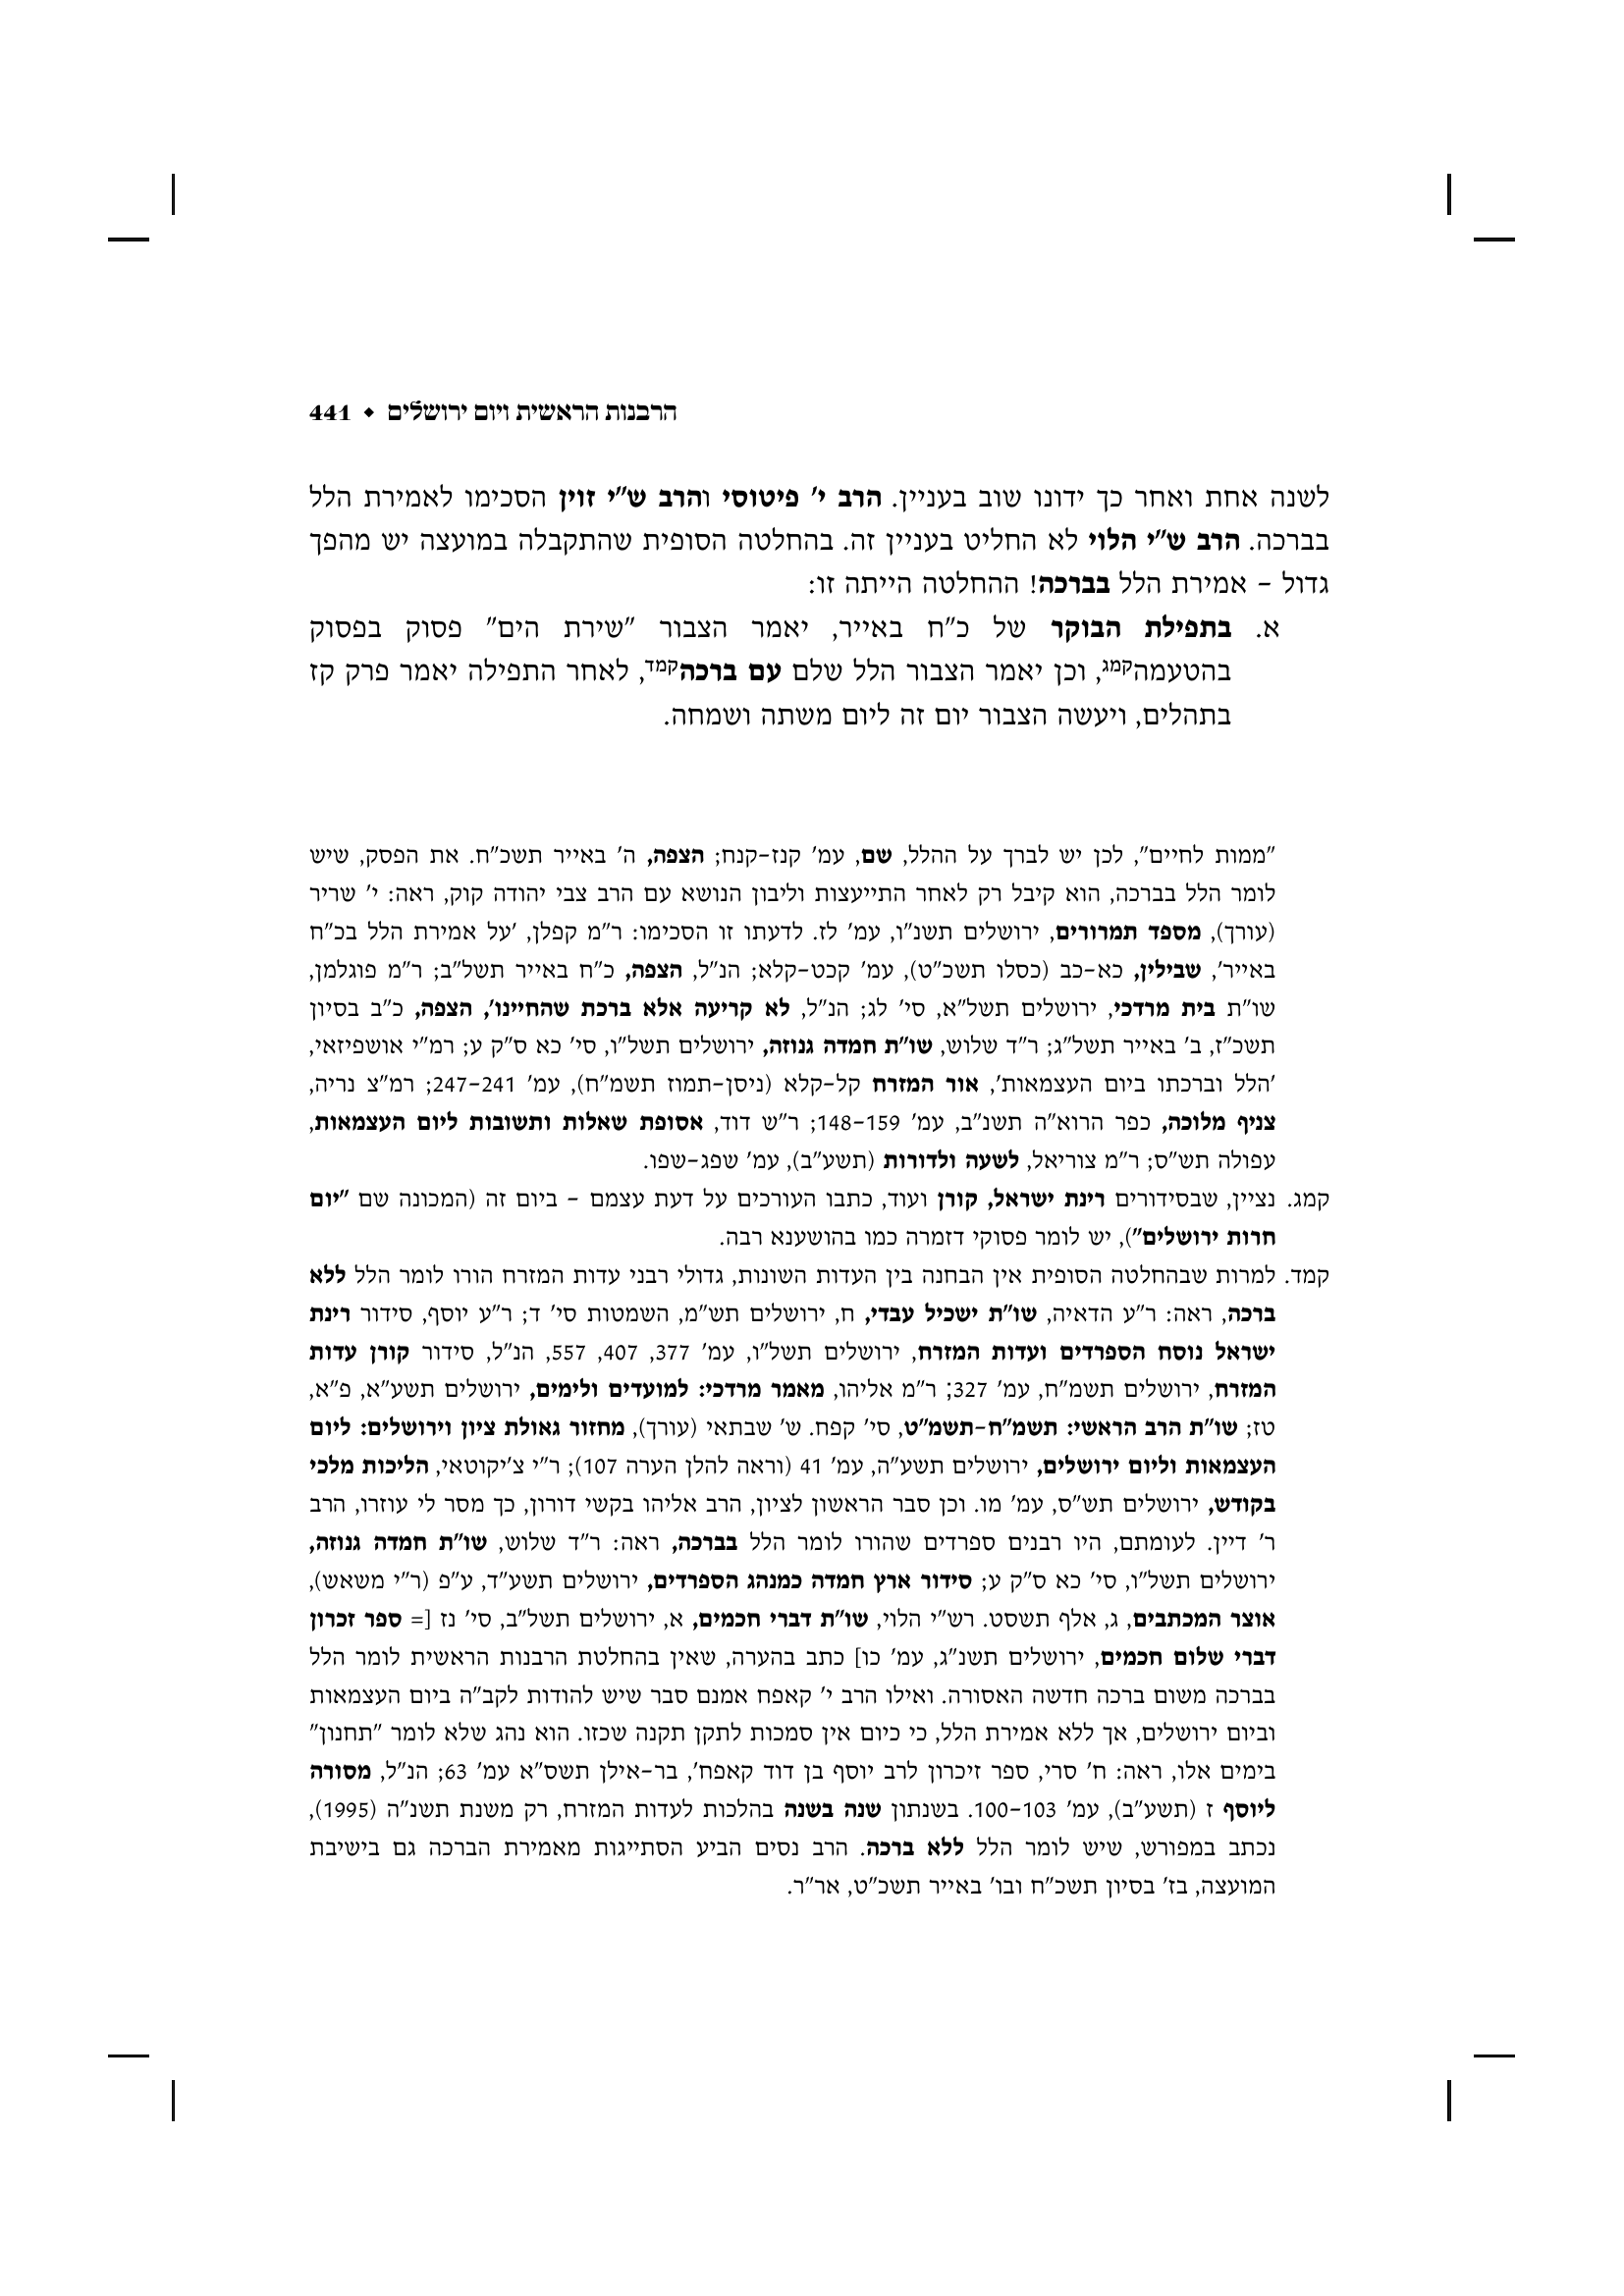 הרבנות הראשית ויום ירושלים ◆ 441
לשנה אחת ואחר כך ידונו שוב בעניין. הרב י' פיטוסי והרב ש"י זוין הסכימו לאמירת הלל
בברכה. הרב ש"י הלוי לא החליט בעניין זה. בהחלטה הסופית שהתקבלה במועצה יש מהפך
גדול – אמירת הלל בברכה! ההחלטה הייתה זו:
א. בתפילת הבוקר של כ"ח באייר, יאמר הצבור "שירת הים" פסוק בפסוק
בהטעמהקמג, וכן יאמר הצבור הלל שלם עם ברכהקמד, לאחר התפילה יאמר פרק קז
בתהלים, ויעשה הצבור יום זה ליום משתה ושמחה.
"ממות לחיים", לכן יש לברך על ההלל, שם, עמ' קנז–קנח; הצפה, ה' באייר תשכ"ח. את הפסק, שיש
לומר הלל בברכה, הוא קיבל רק לאחר התייעצות וליבון הנושא עם הרב צבי יהודה קוק, ראה: י' שריר
(עורך), מספד תמרורים, ירושלים תשנ"ו, עמ' לז. לדעתו זו הסכימו: ר"מ קפלן, 'על אמירת הלל בכ"ח
באייר', שבילין, כא–כב (כסלו תשכ"ט), עמ' קכט–קלא; הנ"ל, הצפה, כ"ח באייר תשל"ב; ר"מ פוגלמן,
שו"ת בית מרדכי, ירושלים תשל"א, סי' לג; הנ"ל, לא קריעה אלא ברכת שהחיינו', הצפה, כ"ב בסיון
תשכ"ז, ב' באייר תשל"ג; ר"ד שלוש, שו"ת חמדה גנוזה, ירושלים תשל"ו, סי' כא ס"ק ע; רמ"י אושפיזאי,
'הלל וברכתו ביום העצמאות', אור המזרח קל–קלא (ניסן–תמוז תשמ"ח), עמ' 241–247; רמ"צ נריה,
צניף מלוכה, כפר הרוא"ה תשנ"ב, עמ' 159–148; ר"ש דוד, אסופת שאלות ותשובות ליום העצמאות,
עפולה תש"ס; ר"מ צוריאל, לשעה ולדורות (תשע"ב), עמ' שפג–שפו.
קמג. נציין, שבסידורים רינת ישראל, קורן ועוד, כתבו העורכים על דעת עצמם – ביום זה (המכונה שם "יום
חרות ירושלים"), יש לומר פסוקי דזמרה כמו בהושענא רבה.
קמד. למרות שבהחלטה הסופית אין הבחנה בין העדות השונות, גדולי רבני עדות המזרח הורו לומר הלל ללא
ברכה, ראה: ר"ע הדאיה, שו"ת ישכיל עבדי, ח, ירושלים תש"מ, השמטות סי' ד; ר"ע יוסף, סידור רינת
ישראל נוסח הספרדים ועדות המזרח, ירושלים תשל"ו, עמ' 377, 407, 557, הנ"ל, סידור קורן עדות
המזרח, ירושלים תשמ"ח, עמ' 327; ר"מ אליהו, מאמר מרדכי: למועדים ולימים, ירושלים תשע"א, פ"א,
טז; שו"ת הרב הראשי: תשמ"ח–תשמ"ט, סי' קפח. ש' שבתאי (עורך), מחזור גאולת ציון וירושלים: ליום
העצמאות וליום ירושלים, ירושלים תשע"ה, עמ' 41 (וראה להלן הערה 107); ר"י צ'יקוטאי, הליכות מלכי
בקודש, ירושלים תש"ס, עמ' מו. וכן סבר הראשון לציון, הרב אליהו בקשי דורון, כך מסר לי עוזרו, הרב
ר' דיין. לעומתם, היו רבנים ספרדים שהורו לומר הלל בברכה, ראה: ר"ד שלוש, שו"ת חמדה גנוזה,
ירושלים תשל"ו, סי' כא ס"ק ע; סידור ארץ חמדה כמנהג הספרדים, ירושלים תשע"ד, ע"פ (ר"י משאש),
אוצר המכתבים, ג, אלף תשסט. רש"י הלוי, שו"ת דברי חכמים, א, ירושלים תשל"ב, סי' נז [= ספר זכרון
דברי שלום חכמים, ירושלים תשנ"ג, עמ' כו] כתב בהערה, שאין בהחלטת הרבנות הראשית לומר הלל
בברכה משום ברכה חדשה האסורה. ואילו הרב י' קאפח אמנם סבר שיש להודות לקב"ה ביום העצמאות
וביום ירושלים, אך ללא אמירת הלל, כי כיום אין סמכות לתקן תקנה שכזו. הוא נהג שלא לומר "תחנון"
בימים אלו, ראה: ח' סרי, ספר זיכרון לרב יוסף בן דוד קאפח', בר–אילן תשס"א עמ' 63; הנ"ל, מסורה
ליוסף ז (תשע"ב), עמ' 103–100. בשנתון שנה בשנה בהלכות לעדות המזרח, רק משנת תשנ"ה (1995),
נכתב במפורש, שיש לומר הלל ללא ברכה. הרב נסים הביע הסתייגות מאמירת הברכה גם בישיבת
המועצה, בז' בסיון תשכ"ח ובו' באייר תשכ"ט, אר"ר.